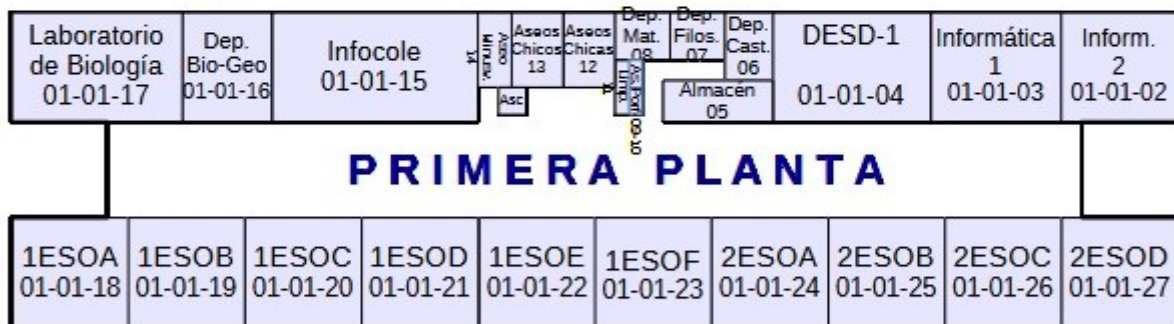 Laboratorio
de Biología
01-01-17
Dep.
Bio-Geo
01-01-16
Infocole
01-01-15
Aseo
Minusv.
14
Aseos
Chicos
13
Aseos
Chicas
12
Asc
Dep.
Mat.
08
Dep.
Filos.
07
Dep.
Cast.
06
Almacén
05
DESD-1
01-01-04
Informática
1
01-01-03
Inform.
2
01-01-02
PRIMERA PLANTA
1ESOA
01-01-18
1ESOB
01-01-19
1ESOC
01-01-20
1ESOD
01-01-21
1ESOE
01-01-22
1ESOF
01-01-23
2ESOA
01-01-24
2ESOB
01-01-25
2ESOC
01-01-26
2ESOD
01-01-27